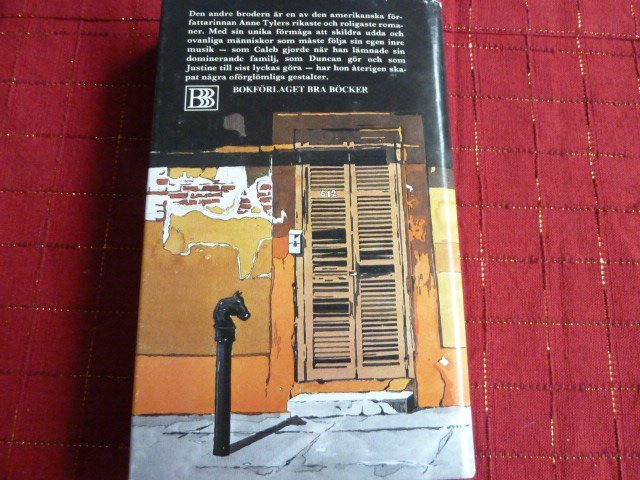 Den andre brodern är en av den amerikanska för-
fattarinnan Anne Tylers rikaste och roligaste roma-
ner. Med sin unika förmåga att skildra udda och
ovanliga människor som måste följa sin egen inre
musik — som Caleb gjorde när han lämnade sin
dominerande familj, som Duncan gör och som
Justine till sist lyckas göra — har hon återigen ska-
pat några oförglömliga gestalter.
BBB BOKFÖRLAGET BRA BÖCKER
612